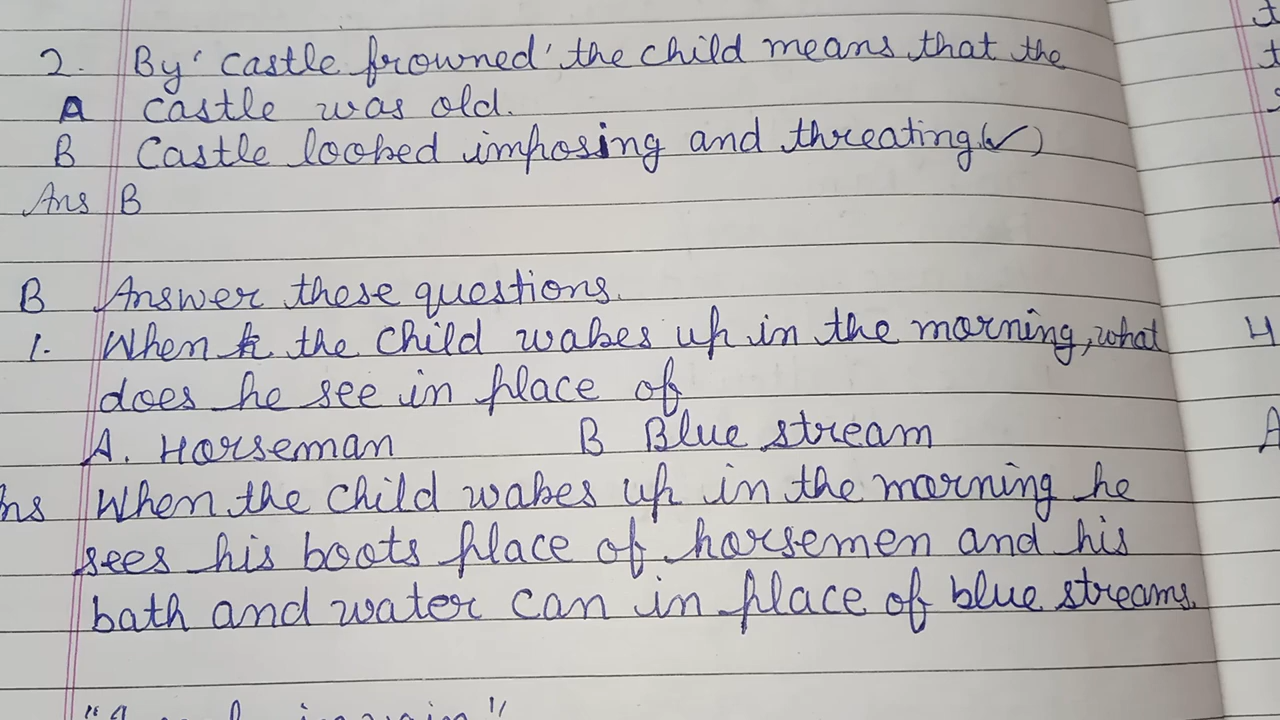 2. By 'castle frowned' the child means that the
A castle was old.
B Castle looked imposing and threating (✓)
Ans B
B Answer these questions.
1. When the child wakes up in the morning, what
does he see in place of
A. Horseman B Blue stream
Ans When the child wakes up in the morning he
sees his boots place of horsemen and his
bath and water can in place of blue streams.